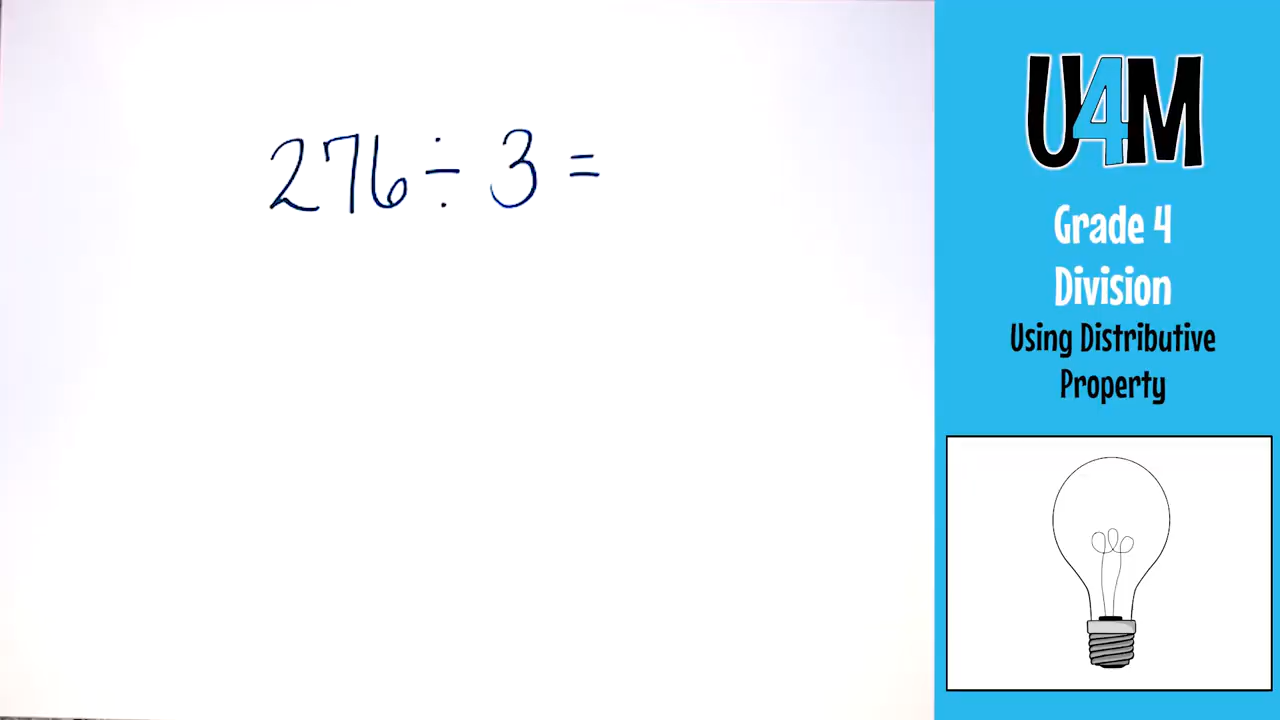 276 ÷ 3 =
U4M
Grade 4
Division
Using Distributive
Property